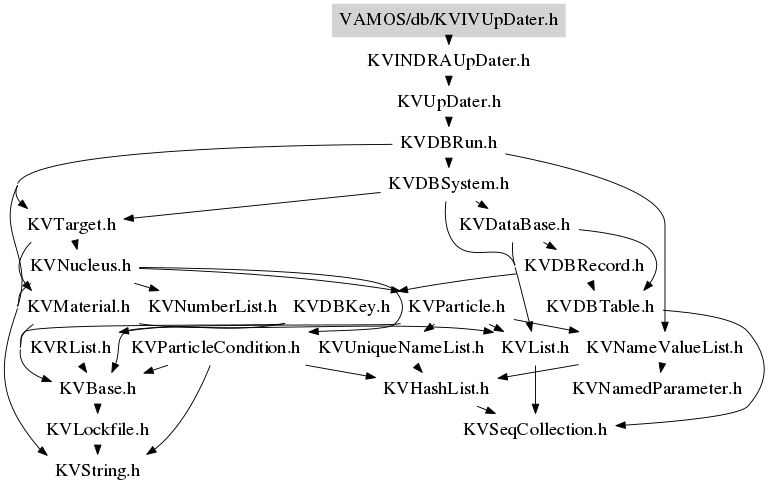 VAMOS/db/KVIVUpDater.h
KVINDRAUpDater.h
KVUpDater.h
KVDBRun.h
KVDBSystem.h
KVTarget.h
KVDataBase.h
KVNucleus.h
KVDBRecord.h
KVMaterial.h
KVNumberList.h
KVDBKey.h
KVParticle.h
KVDBTable.h
KVRList.h
KVParticleCondition.h
KVUniqueNameList.h
KVList.h
KVNameValueList.h
KVBase.h
KVHashList.h
KVNamedParameter.h
KVLockfile.h
KVSeqCollection.h
KVString.h